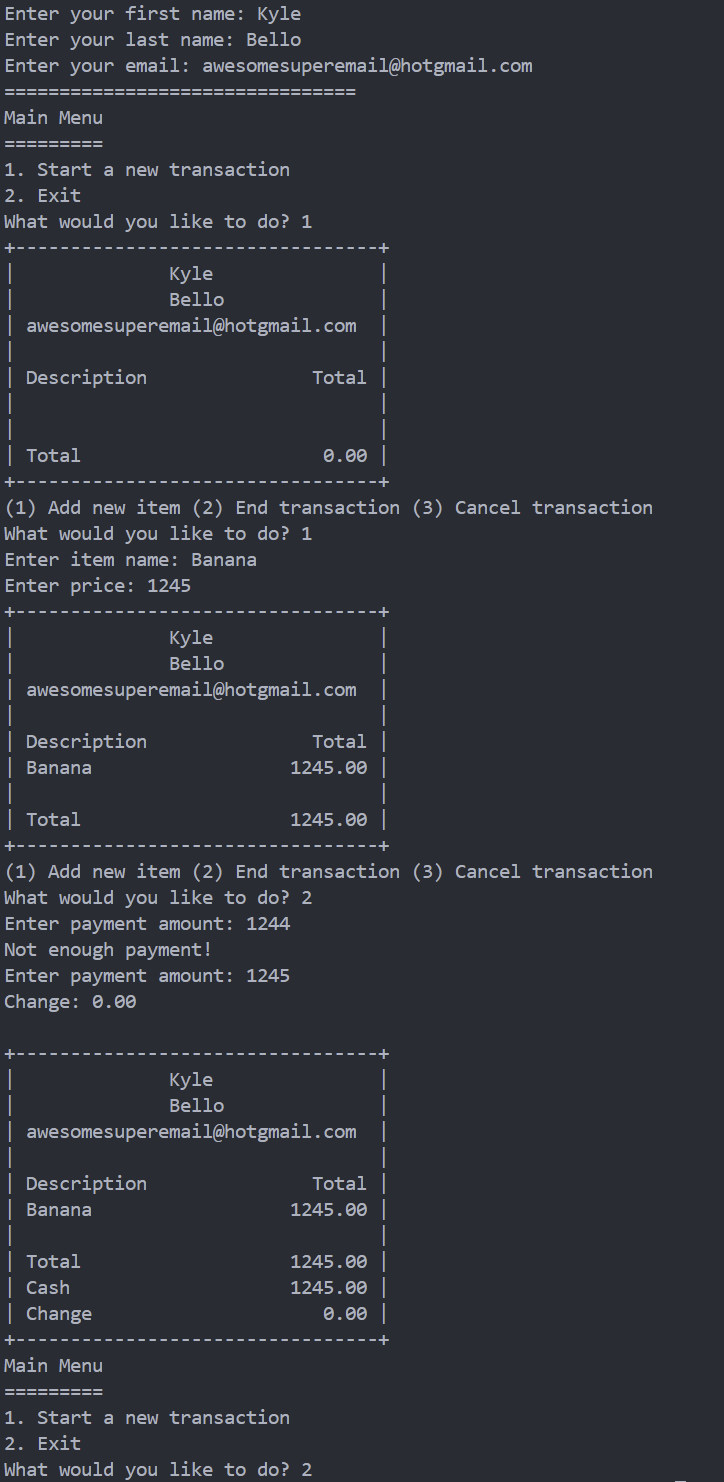 Enter your first name: Kyle
Enter your last name: Bello
Enter your email: awesomesuperemail@hotgmail.com
================================
Main Menu
=========
1. Start a new transaction
2. Exit
What would you like to do? 1
+---------------------------------+
|              Kyle               |
|              Bello              |
| awesomesuperemail@hotgmail.com  |
|                                 |
| Description               Total |
|                                 |
|                                 |
| Total                      0.00 |
+---------------------------------+
(1) Add new item (2) End transaction (3) Cancel transaction
What would you like to do? 1
Enter item name: Banana
Enter price: 1245
+---------------------------------+
|              Kyle               |
|              Bello              |
| awesomesuperemail@hotgmail.com  |
|                                 |
| Description               Total |
| Banana                  1245.00 |
|                                 |
| Total                   1245.00 |
+---------------------------------+
(1) Add new item (2) End transaction (3) Cancel transaction
What would you like to do? 2
Enter payment amount: 1244
Not enough payment!
Enter payment amount: 1245
Change: 0.00

+---------------------------------+
|              Kyle               |
|              Bello              |
| awesomesuperemail@hotgmail.com  |
|                                 |
| Description               Total |
| Banana                  1245.00 |
|                                 |
| Total                   1245.00 |
| Cash                    1245.00 |
| Change                     0.00 |
+---------------------------------+
Main Menu
=========
1. Start a new transaction
2. Exit
What would you like to do? 2